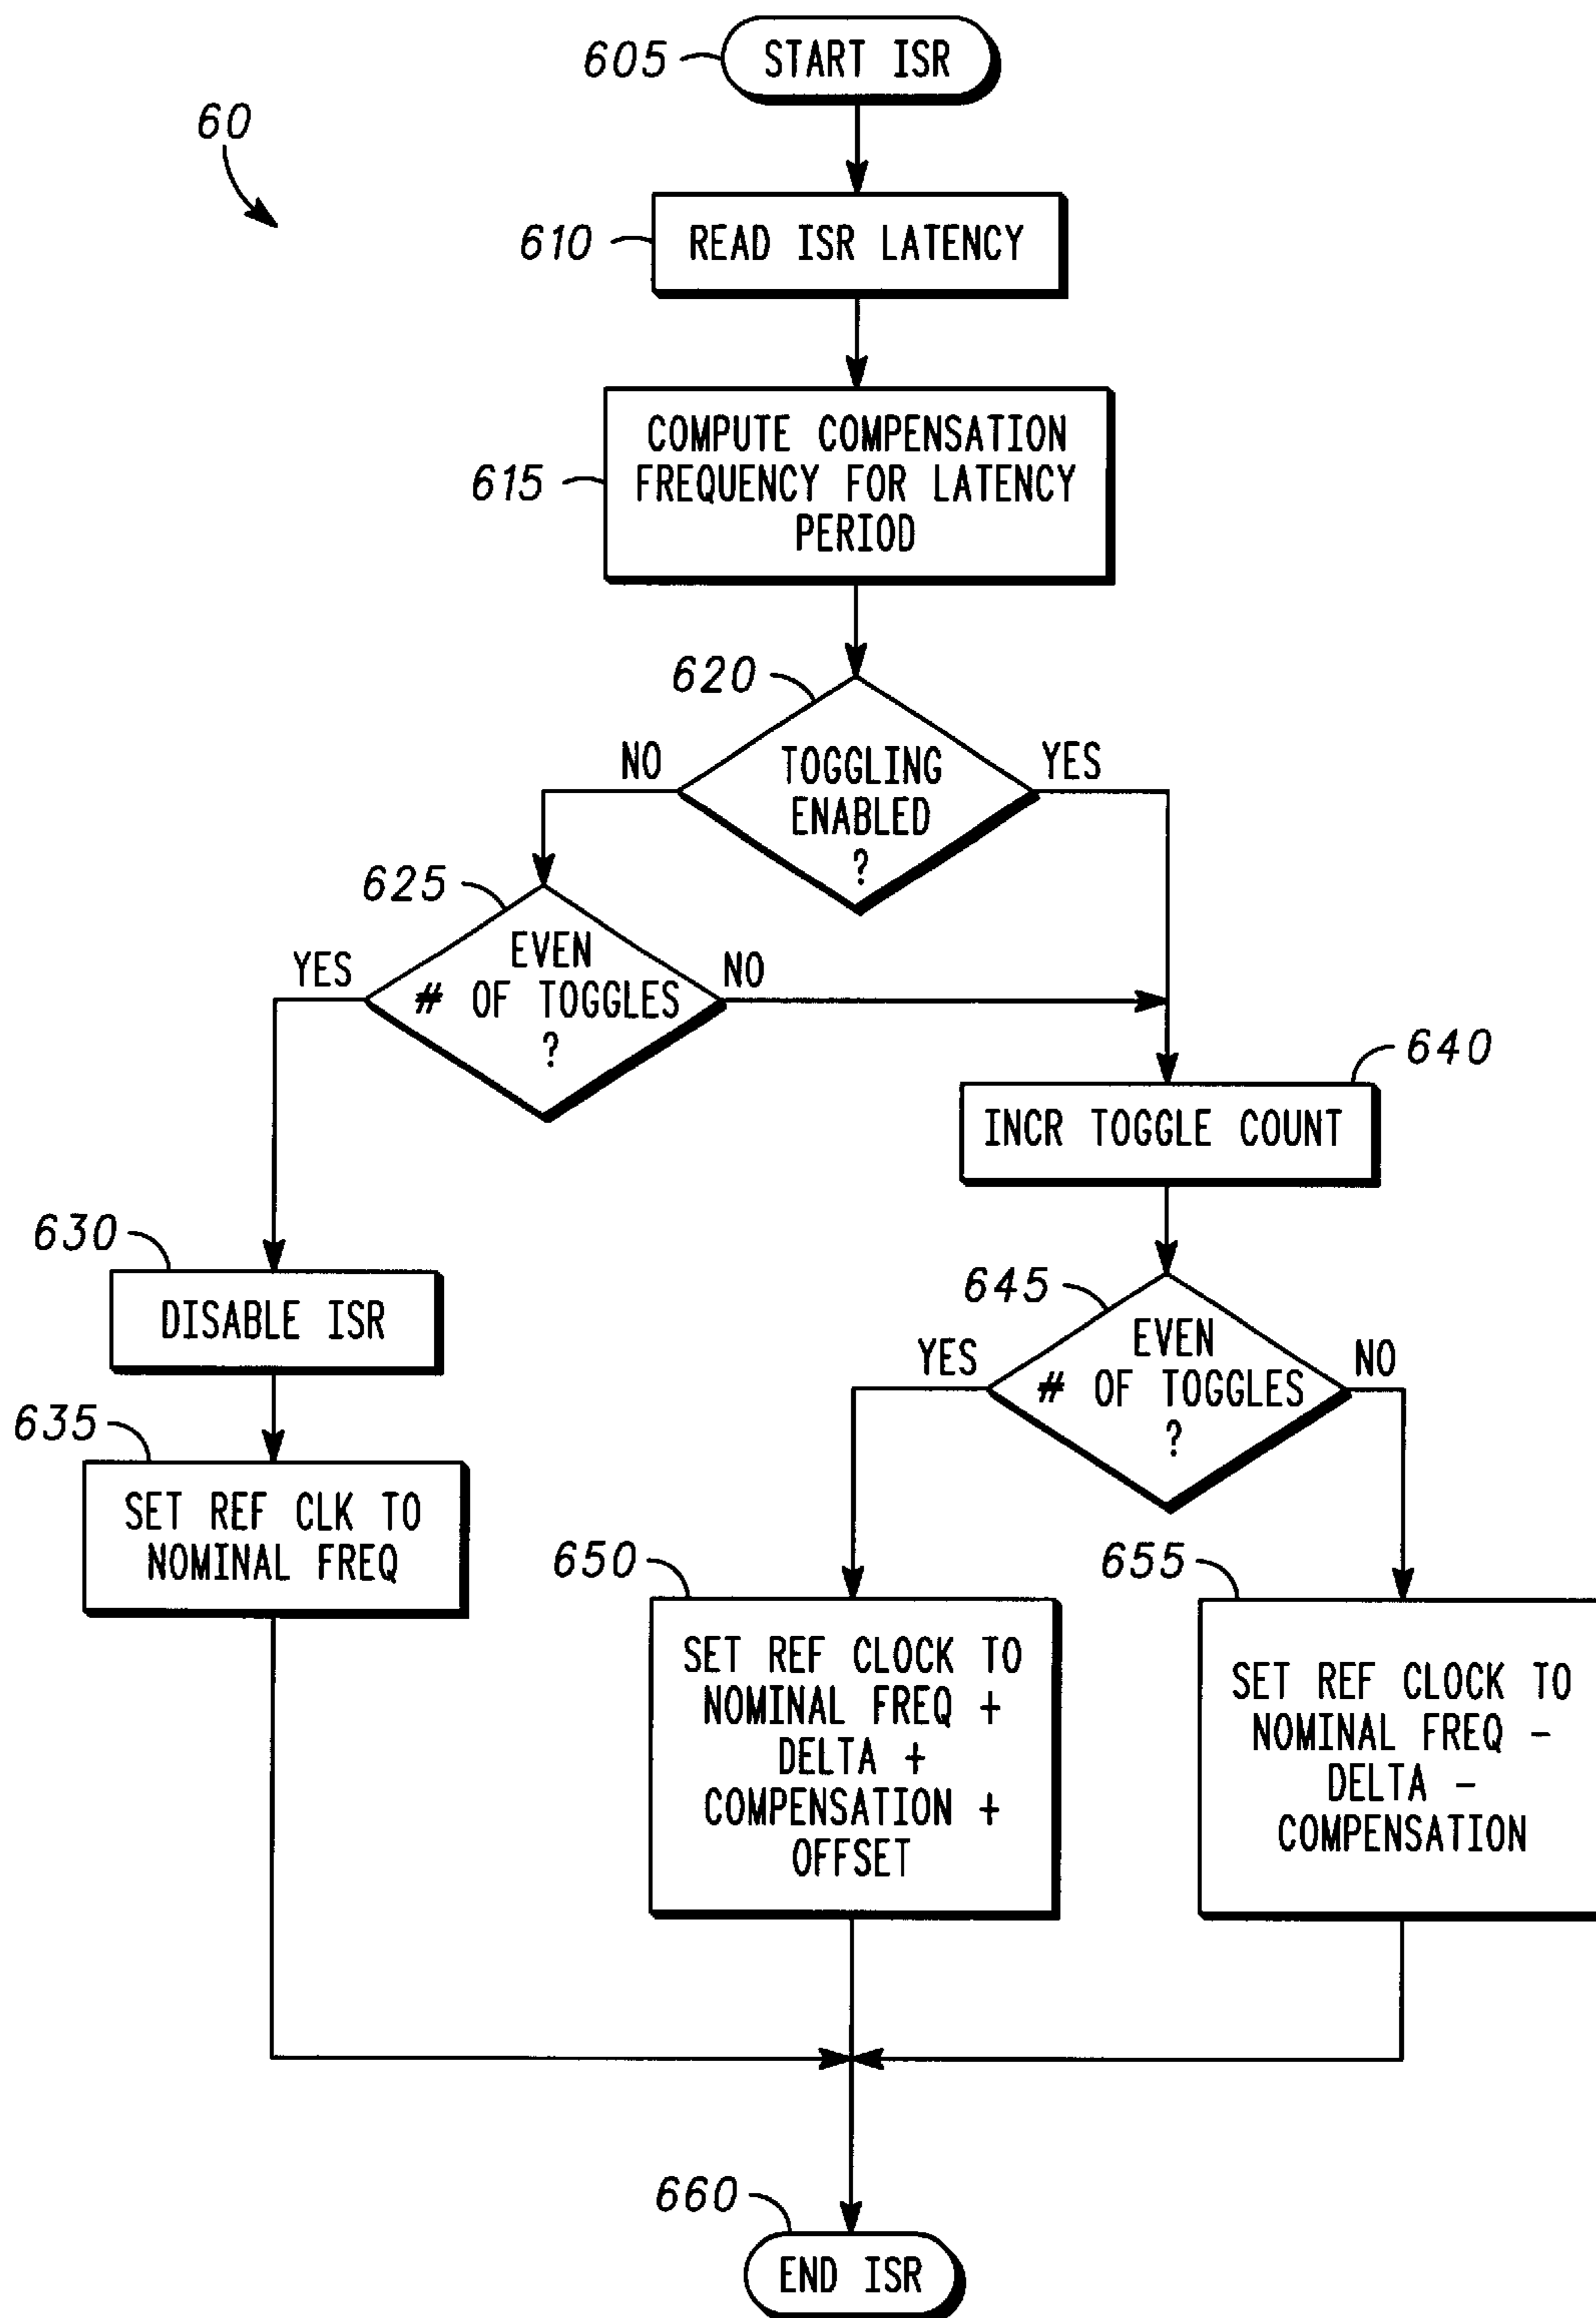 605
START ISR
60
610
READ ISR LATENCY
615
COMPUTE COMPENSATION
FREQUENCY FOR LATENCY
PERIOD
620
NO
TOGGLING
ENABLED
?
YES
625
YES
EVEN
# OF TOGGLES
?
NO
640
INCR TOGGLE COUNT
630
DISABLE ISR
645
YES
EVEN
# OF TOGGLES
?
NO
635
SET REF CLK TO
NOMINAL FREQ
650
SET REF CLOCK TO
NOMINAL FREQ +
DELTA +
COMPENSATION +
OFFSET
655
SET REF CLOCK TO
NOMINAL FREQ -
DELTA -
COMPENSATION
660
END ISR